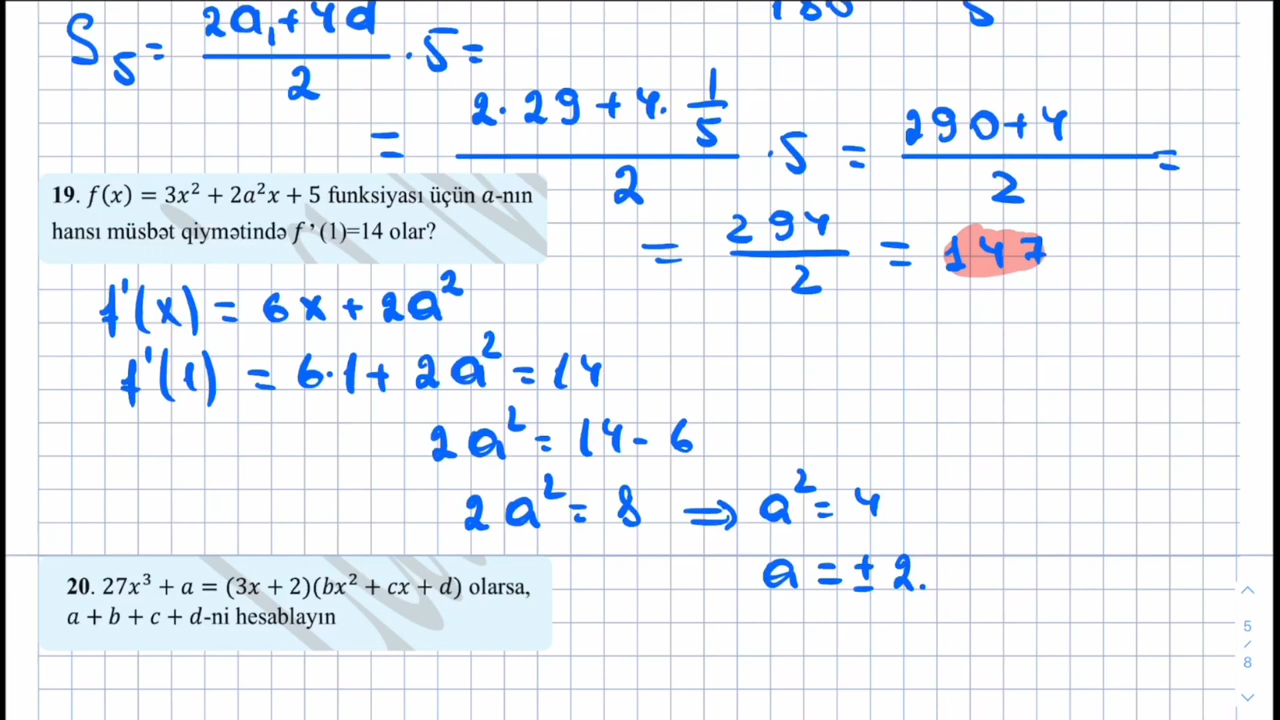 S₅ = (2a₁+4d)/2 · 5 =
= (2·29+4·1/5)/2 · 5 = (290+4)/2 =
= 294/2 = 147
19. f(x) = 3x² + 2a²x + 5 funksiyası üçün a-nın
hansı müsbət qiymətində f ’(1)=14 olar?
f'(x) = 6x + 2a²
f'(1) = 6·1+ 2a² = 14
2a² = 14 - 6
2a² = 8 ⟹ a² = 4
a = ± 2.
20. 27x³ + a = (3x + 2)(bx² + cx + d) olarsa,
a + b + c + d-ni hesablayın
5
/
8